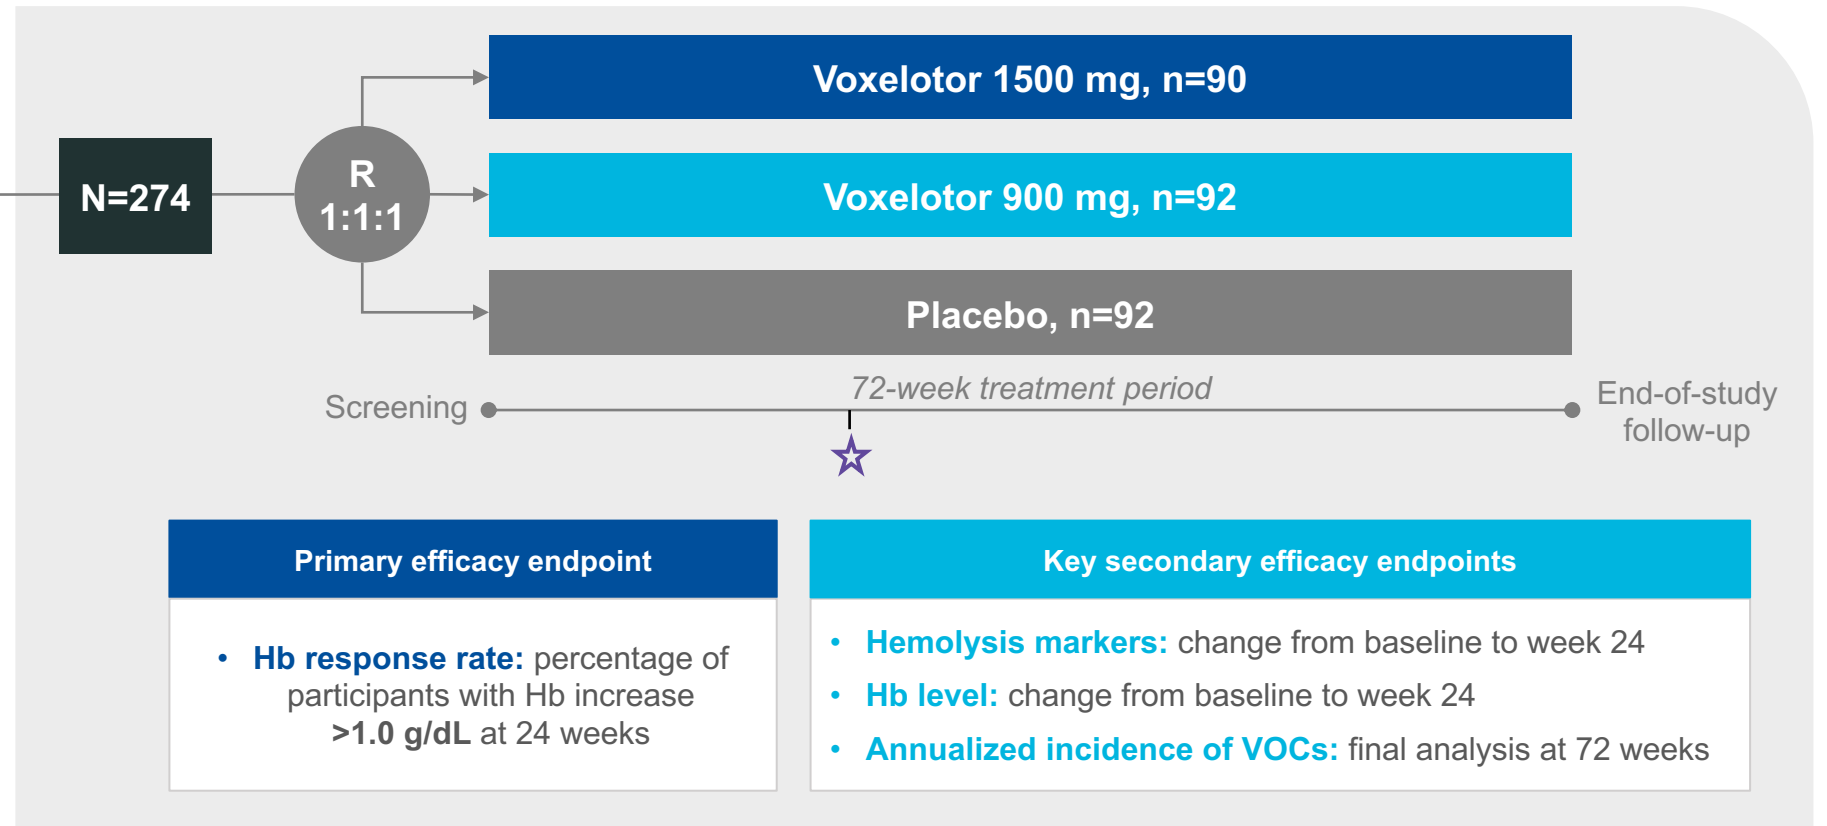 Voxelotor 1500 mg, n=90
N=274
R
1:1:1
Voxelotor 900 mg, n=92
Placebo, n=92
72-week treatment period
Screening
End-of-study
follow-up
Primary efficacy endpoint
• Hb response rate: percentage of
participants with Hb increase
>1.0 g/dL at 24 weeks
Key secondary efficacy endpoints
• Hemolysis markers: change from baseline to week 24
• Hb level: change from baseline to week 24
• Annualized incidence of VOCs: final analysis at 72 weeks